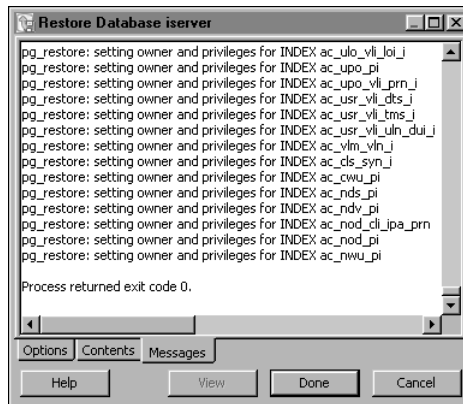 Restore Database iserver
pg_restore: setting owner and privileges for INDEX ac_ulo_vli_loi_i
pg_restore: setting owner and privileges for INDEX ac_upo_pi
pg_restore: setting owner and privileges for INDEX ac_upo_vli_prn_i
pg_restore: setting owner and privileges for INDEX ac_usr_vli_dts_i
pg_restore: setting owner and privileges for INDEX ac_usr_vli_tms_i
pg_restore: setting owner and privileges for INDEX ac_usr_vli_uln_dui_i
pg_restore: setting owner and privileges for INDEX ac_vlm_vln_i
pg_restore: setting owner and privileges for INDEX ac_cls_syn_i
pg_restore: setting owner and privileges for INDEX ac_cwu_pi
pg_restore: setting owner and privileges for INDEX ac_nds_pi
pg_restore: setting owner and privileges for INDEX ac_ndv_pi
pg_restore: setting owner and privileges for INDEX ac_nod_cli_ipa_prn
pg_restore: setting owner and privileges for INDEX ac_nod_pi
pg_restore: setting owner and privileges for INDEX ac_nwu_pi
Process returned exit code 0.
Options Contents Messages
Help View Done Cancel